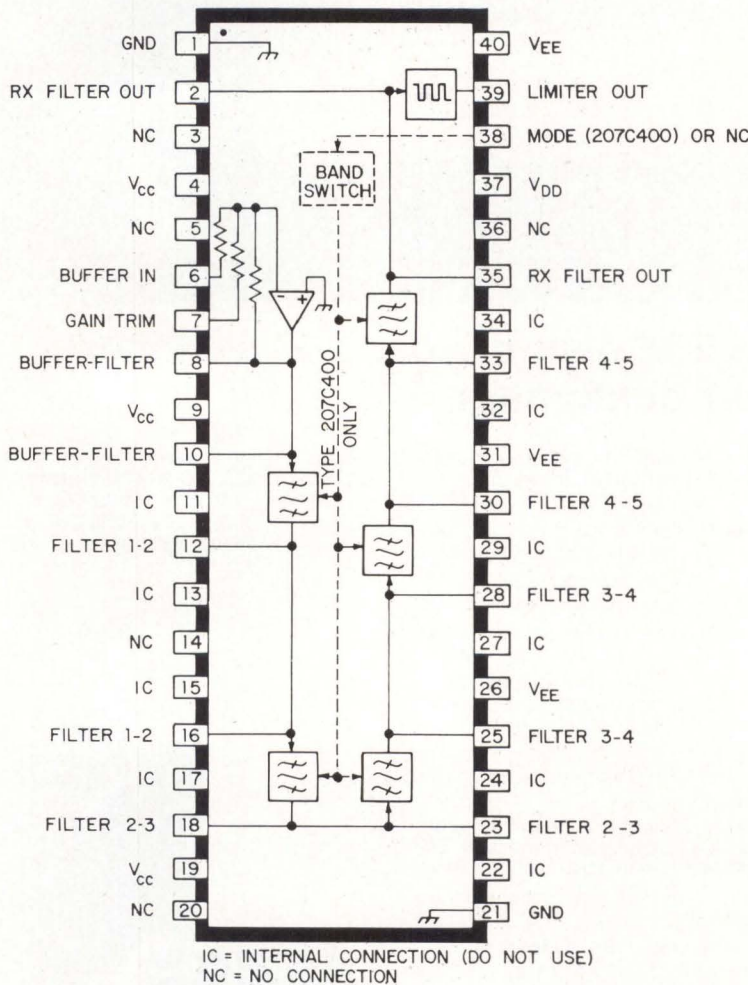 GND 1 40 VEE
RX FILTER OUT 2 39 LIMITER OUT
NC 3 38 MODE (207C400) OR NC
BAND
SWITCH
VCC 4 37 VDD
NC 5 36 NC
BUFFER IN 6 35 RX FILTER OUT
GAIN TRIM 7 34 IC
- +
BUFFER-FILTER 8 33 FILTER 4-5
VCC 9 32 IC
TYPE 207C400
ONLY
BUFFER-FILTER 10 31 VEE
IC 11 30 FILTER 4-5
FILTER 1-2 12 29 IC
IC 13 28 FILTER 3-4
NC 14 27 IC
IC 15 26 VEE
FILTER 1-2 16 25 FILTER 3-4
IC 17 24 IC
FILTER 2-3 18 23 FILTER 2-3
VCC 19 22 IC
NC 20 21 GND
IC = INTERNAL CONNECTION (DO NOT USE)
NC = NO CONNECTION